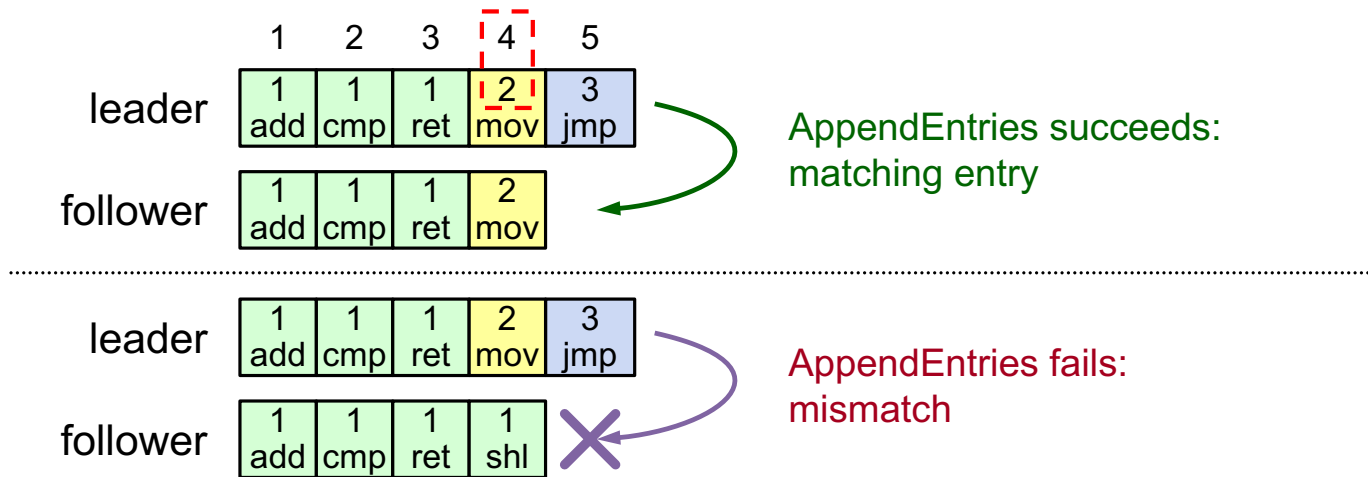 1 2 3 4 5
leader
1 1 1 2 3
add cmp ret mov jmp
AppendEntries succeeds:
matching entry
follower
1 1 1 2
add cmp ret mov
leader
1 1 1 2 3
add cmp ret mov jmp
AppendEntries fails:
mismatch
follower
1 1 1 1
add cmp ret shl